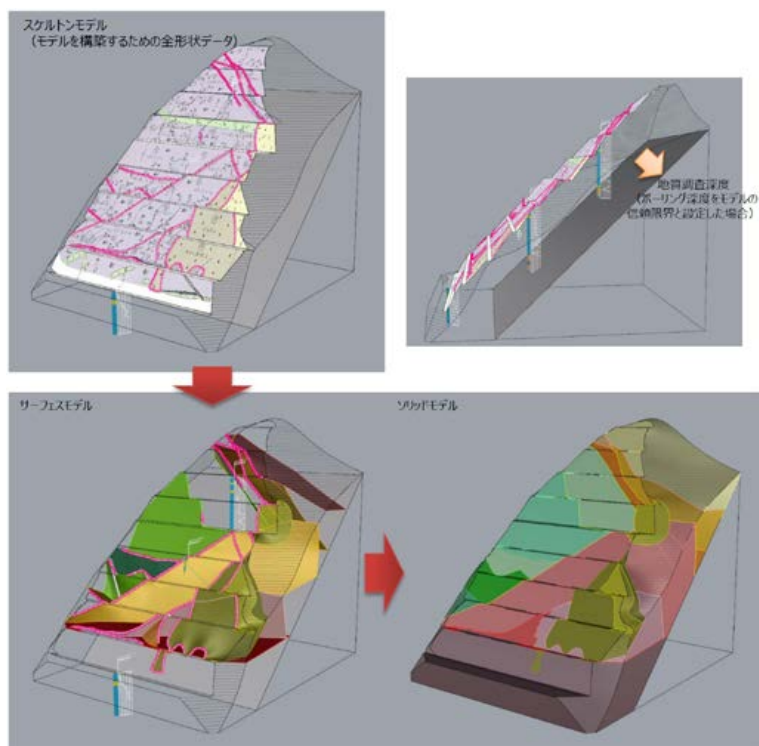 スケルトンモデル
（モデルを構築するための全形状データ）
地質調査深度
（ボーリング深度をモデルの
信頼限界と設定した場合）
サーフェスモデル
ソリッドモデル